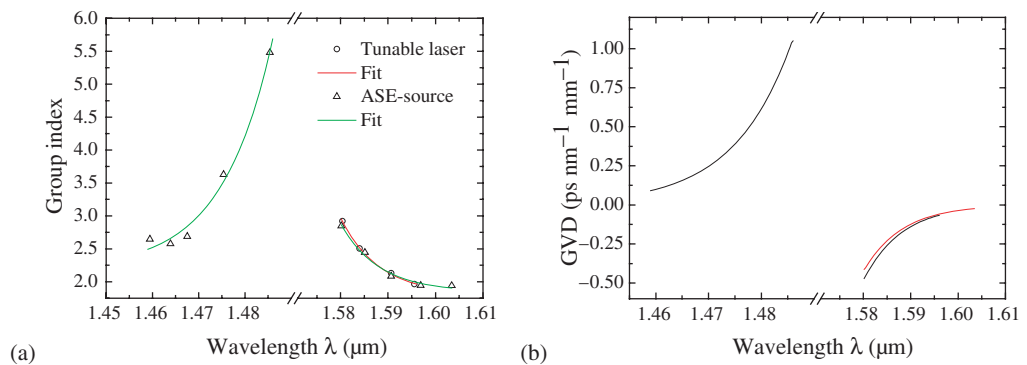 6.0
5.5
5.0
4.5
4.0
3.5
3.0
2.5
2.0
Group index
Tunable laser
Fit
ASE-source
Fit
1.45 1.46 1.47 1.48 1.58 1.59 1.60 1.61
Wavelength λ (µm)
(a)
1.00
0.75
0.50
0.25
0.00
−0.25
−0.50
GVD (ps nm⁻¹ mm⁻¹)
1.46 1.47 1.48 1.58 1.59 1.60 1.61
Wavelength λ (µm)
(b)